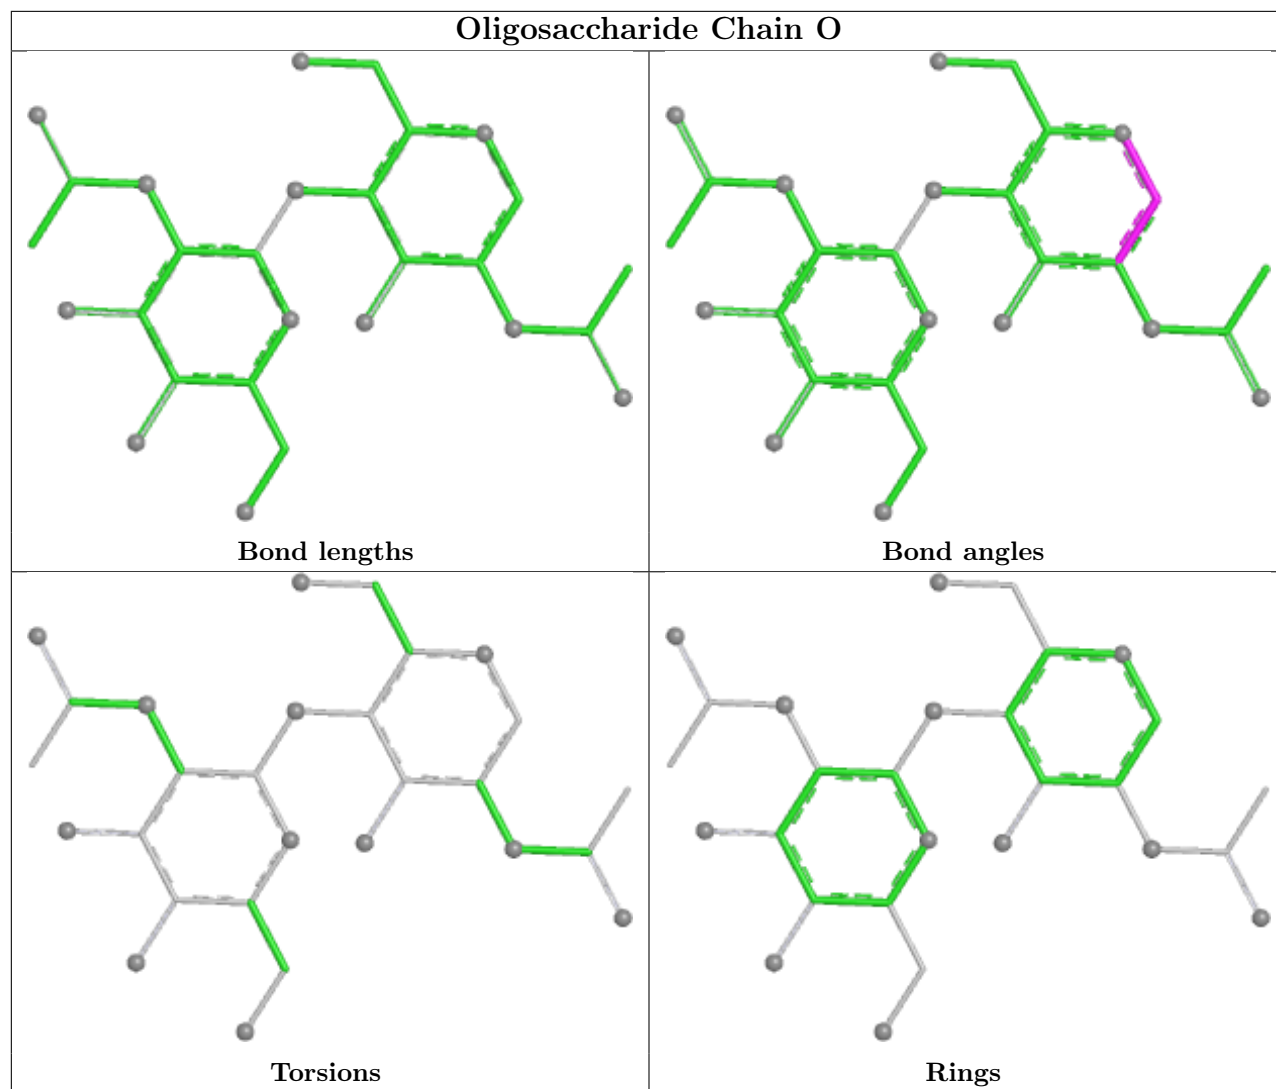 Oligosaccharide Chain O
Bond lengths
Bond angles
Torsions
Rings